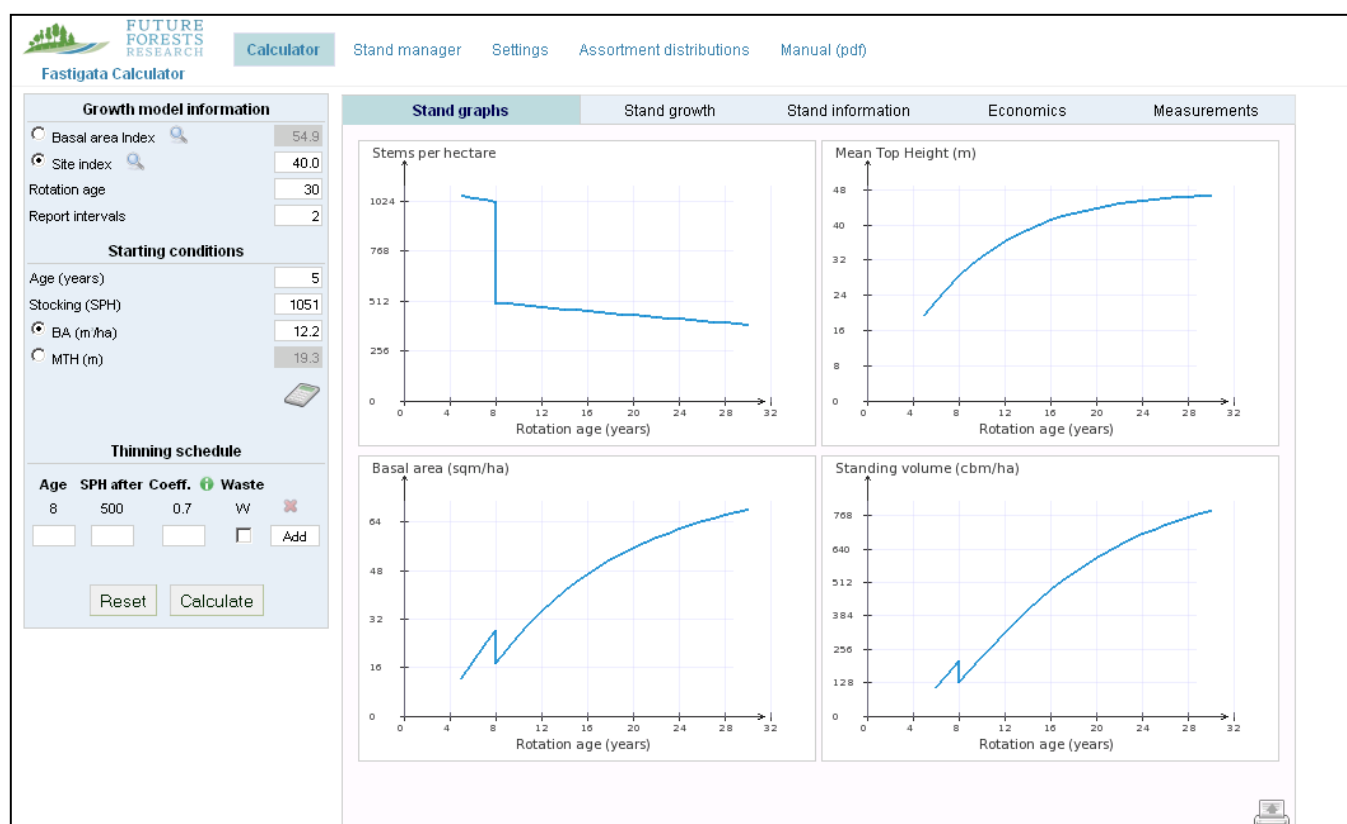 FUTURE
FORESTS
RESEARCH
Fastigata Calculator
Calculator Stand manager Settings Assortment distributions Manual (pdf)
Growth model information
Basal area Index 54.9
Site index 40.0
Rotation age 30
Report intervals 2
Starting conditions
Age (years) 5
Stocking (SPH) 1051
BA (m²/ha) 12.2
MTH (m) 19.3
Thinning schedule
Age SPH after Coeff. Waste
8 500 0.7 W
Add
Reset Calculate
Stand graphs Stand growth Stand information Economics Measurements
Stems per hectare
1024
768
512
256
0
0 4 8 12 16 20 24 28 32
Rotation age (years)
Mean Top Height (m)
48
40
32
24
16
8
0
0 4 8 12 16 20 24 28 32
Rotation age (years)
Basal area (sqm/ha)
64
48
32
16
0
0 4 8 12 16 20 24 28 32
Rotation age (years)
Standing volume (cbm/ha)
768
640
512
384
256
128
0
0 4 8 12 16 20 24 28 32
Rotation age (years)